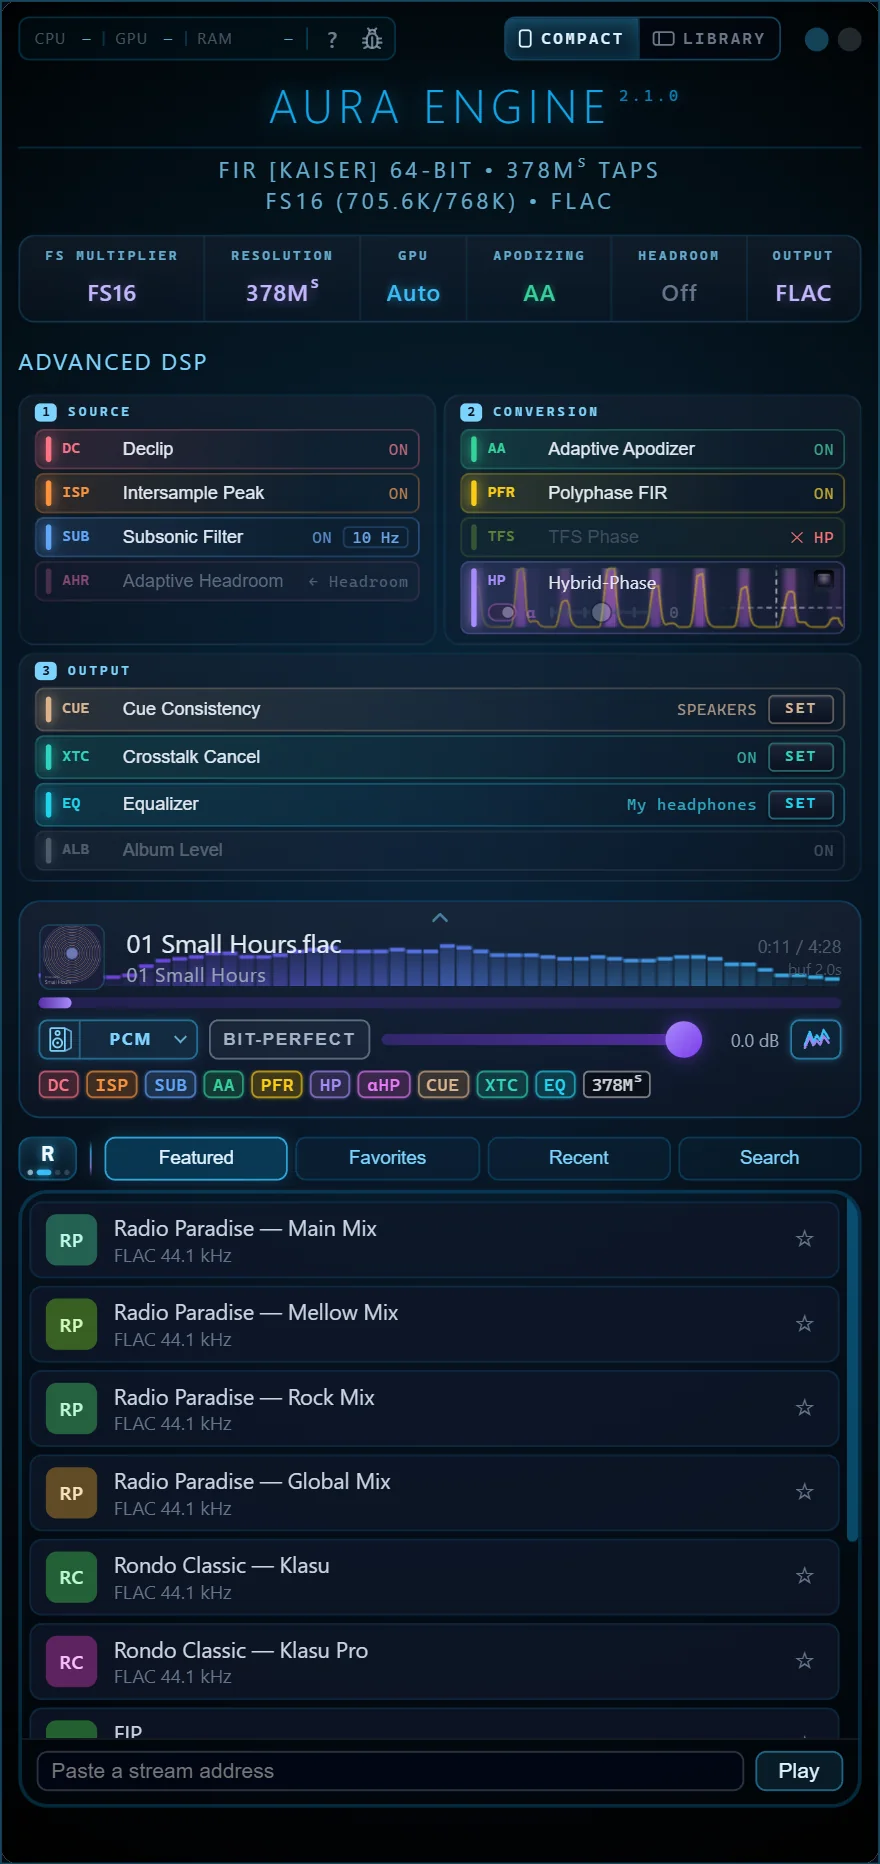 CPU – | GPU – | RAM – | ?
COMPACT
LIBRARY
AURA ENGINE 2.1.0
FIR [KAISER] 64-BIT • 378Mˢ TAPS
FS16 (705.6K/768K) • FLAC
FS MULTIPLIER
FS16
RESOLUTION
378Mˢ
GPU
Auto
APODIZING
AA
HEADROOM
Off
OUTPUT
FLAC
ADVANCED DSP
1 SOURCE
DC Declip ON
ISP Intersample Peak ON
SUB Subsonic Filter ON 10 Hz
AHR Adaptive Headroom ← Headroom
2 CONVERSION
AA Adaptive Apodizer ON
PFR Polyphase FIR ON
TFS TFS Phase × HP
HP Hybrid-Phase
α 0
3 OUTPUT
CUE Cue Consistency SPEAKERS SET
XTC Crosstalk Cancel ON SET
EQ Equalizer My headphones SET
ALB Album Level ON
01 Small Hours.flac 0:11 / 4:28
01 Small Hours buf 2.0s
PCM BIT-PERFECT 0.0 dB
DC ISP SUB AA PFR HP αHP CUE XTC EQ 378Mˢ
R Featured Favorites Recent Search
RP Radio Paradise — Main Mix
FLAC 44.1 kHz
RP Radio Paradise — Mellow Mix
FLAC 44.1 kHz
RP Radio Paradise — Rock Mix
FLAC 44.1 kHz
RP Radio Paradise — Global Mix
FLAC 44.1 kHz
RC Rondo Classic — Klasu
FLAC 44.1 kHz
RC Rondo Classic — Klasu Pro
FLAC 44.1 kHz
FIP
Paste a stream address Play